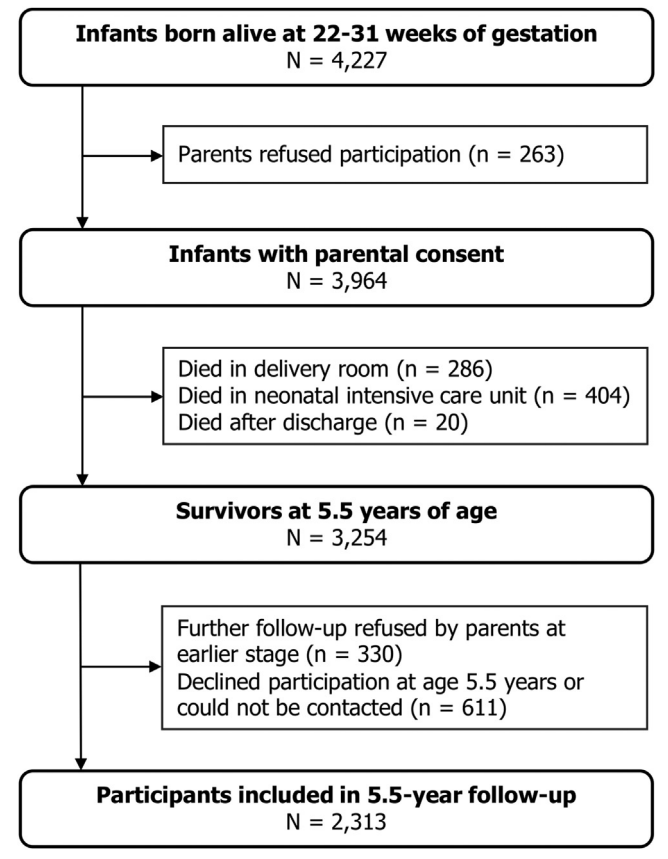 Infants born alive at 22-31 weeks of gestation
N = 4,227
Parents refused participation (n = 263)
Infants with parental consent
N = 3,964
Died in delivery room (n = 286)
Died in neonatal intensive care unit (n = 404)
Died after discharge (n = 20)
Survivors at 5.5 years of age
N = 3,254
Further follow-up refused by parents at
earlier stage (n = 330)
Declined participation at age 5.5 years or
could not be contacted (n = 611)
Participants included in 5.5-year follow-up
N = 2,313